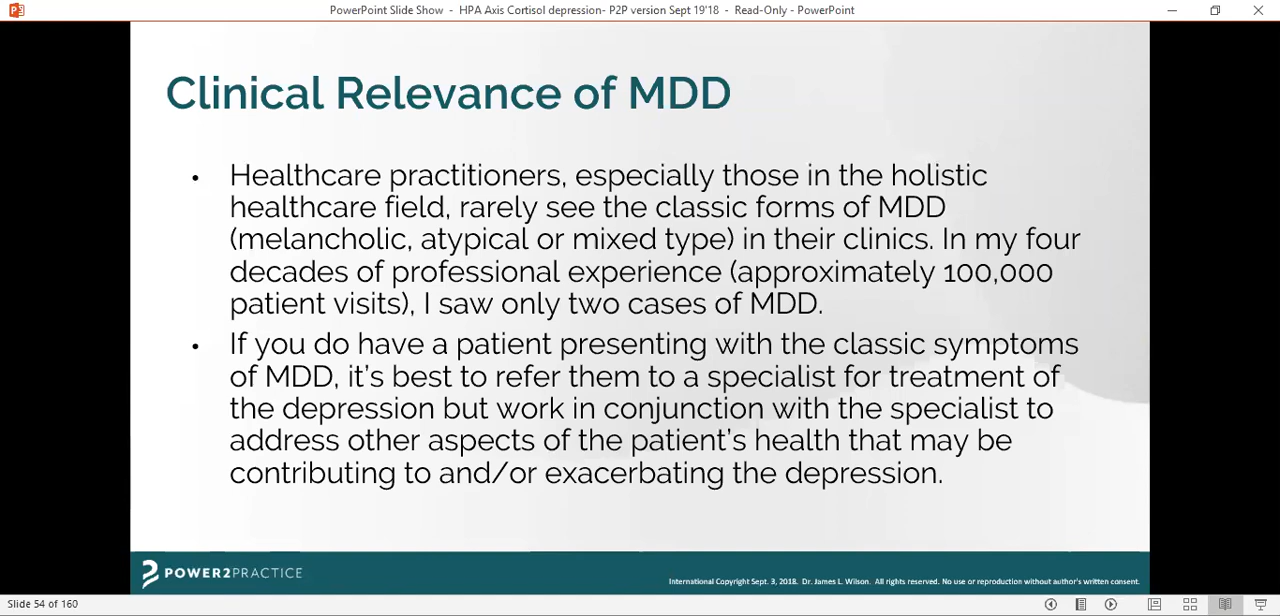 PowerPoint Slide Show - HPA Axis Cortisol depression- P2P version Sept 19'18 - Read-Only - PowerPoint
Clinical Relevance of MDD
• Healthcare practitioners, especially those in the holistic
healthcare field, rarely see the classic forms of MDD
(melancholic, atypical or mixed type) in their clinics. In my four
decades of professional experience (approximately 100,000
patient visits), I saw only two cases of MDD.
• If you do have a patient presenting with the classic symptoms
of MDD, it's best to refer them to a specialist for treatment of
the depression but work in conjunction with the specialist to
address other aspects of the patient's health that may be
contributing to and/or exacerbating the depression.
POWER2PRACTICE
International Copyright Sept. 3, 2018. Dr. James L. Wilson. All rights reserved. No use or reproduction without author's written consent.
Slide 54 of 160